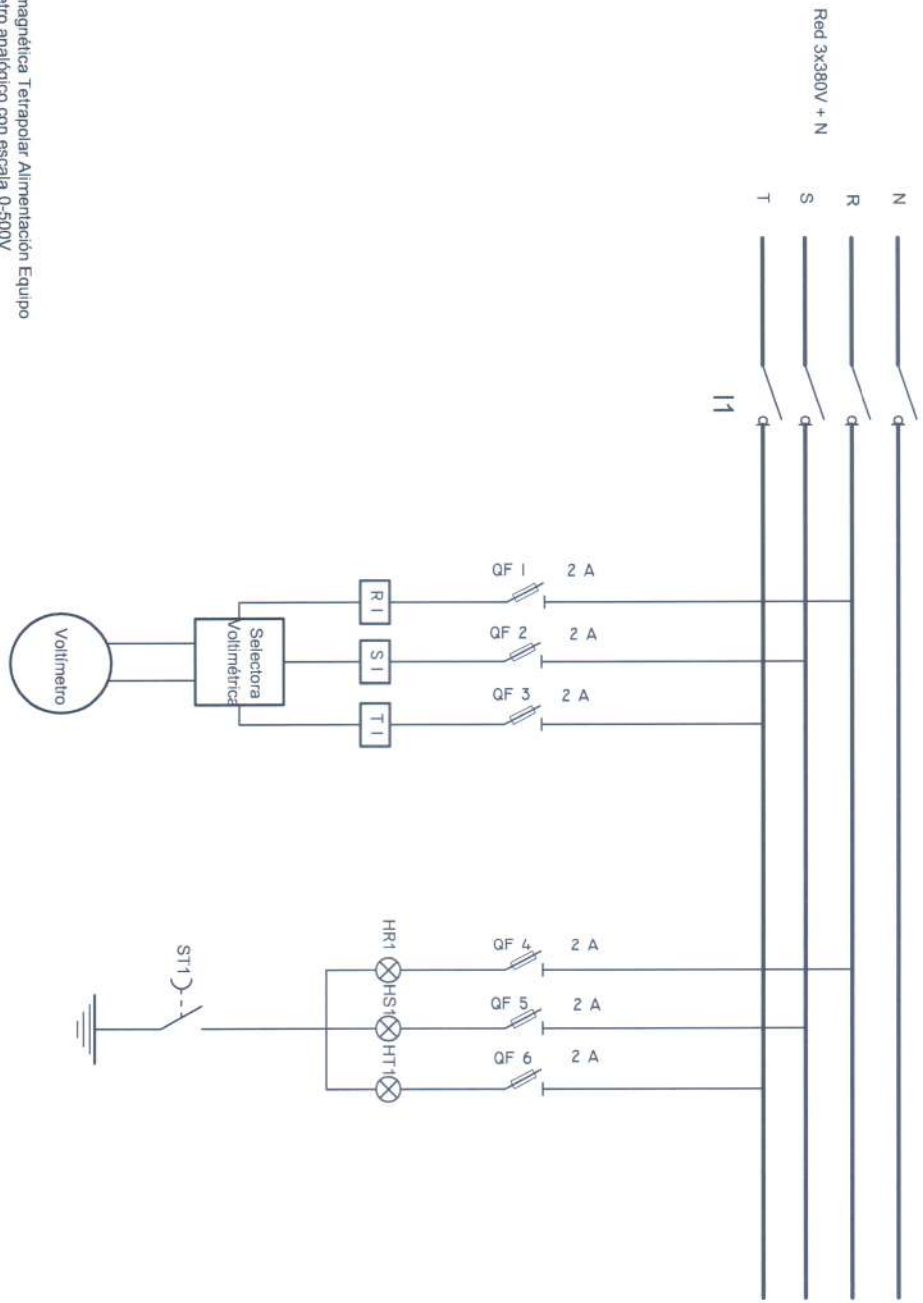 Red 3x380V + N
N
R
S
T
I1
QF 1 2 A
QF 2 2 A
QF 3 2 A
R1
S1
T1
Selectora
Voltimétrica
Voltímetro
QF 4 2 A
QF 5 2 A
QF 6 2 A
HR1
HS1
HT1
ST1
magnética Tetrapolar Alimentación Equipo
analógico con escala 0-500V